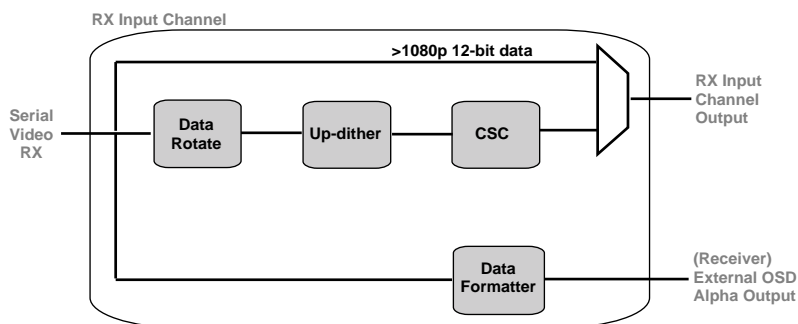 RX Input Channel
>1080p 12-bit data
RX Input
Channel
Output
Serial
Video
RX
Data
Rotate
Up-dither
CSC
Data
Formatter
(Receiver)
External OSD
Alpha Output